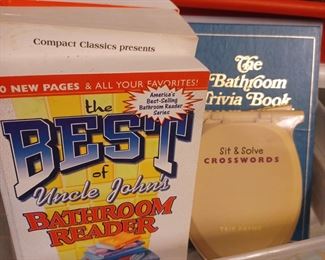 Compact Classics presents
0 NEW PAGES & ALL YOUR FAVORITES!
America's
Best-Selling
Bathroom Reader
Series
the
BEST
of
Uncle John's
BATHROOM
READER
The
Bathroom
Trivia Book
Sit & Solve
CROSSWORDS